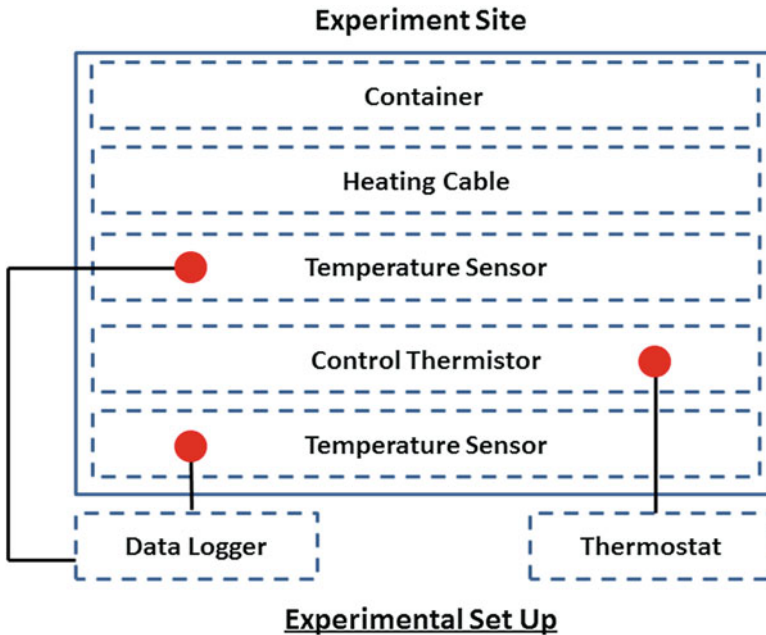 Experiment Site
Container
Heating Cable
Temperature Sensor
Control Thermistor
Temperature Sensor
Data Logger
Thermostat
Experimental Set Up